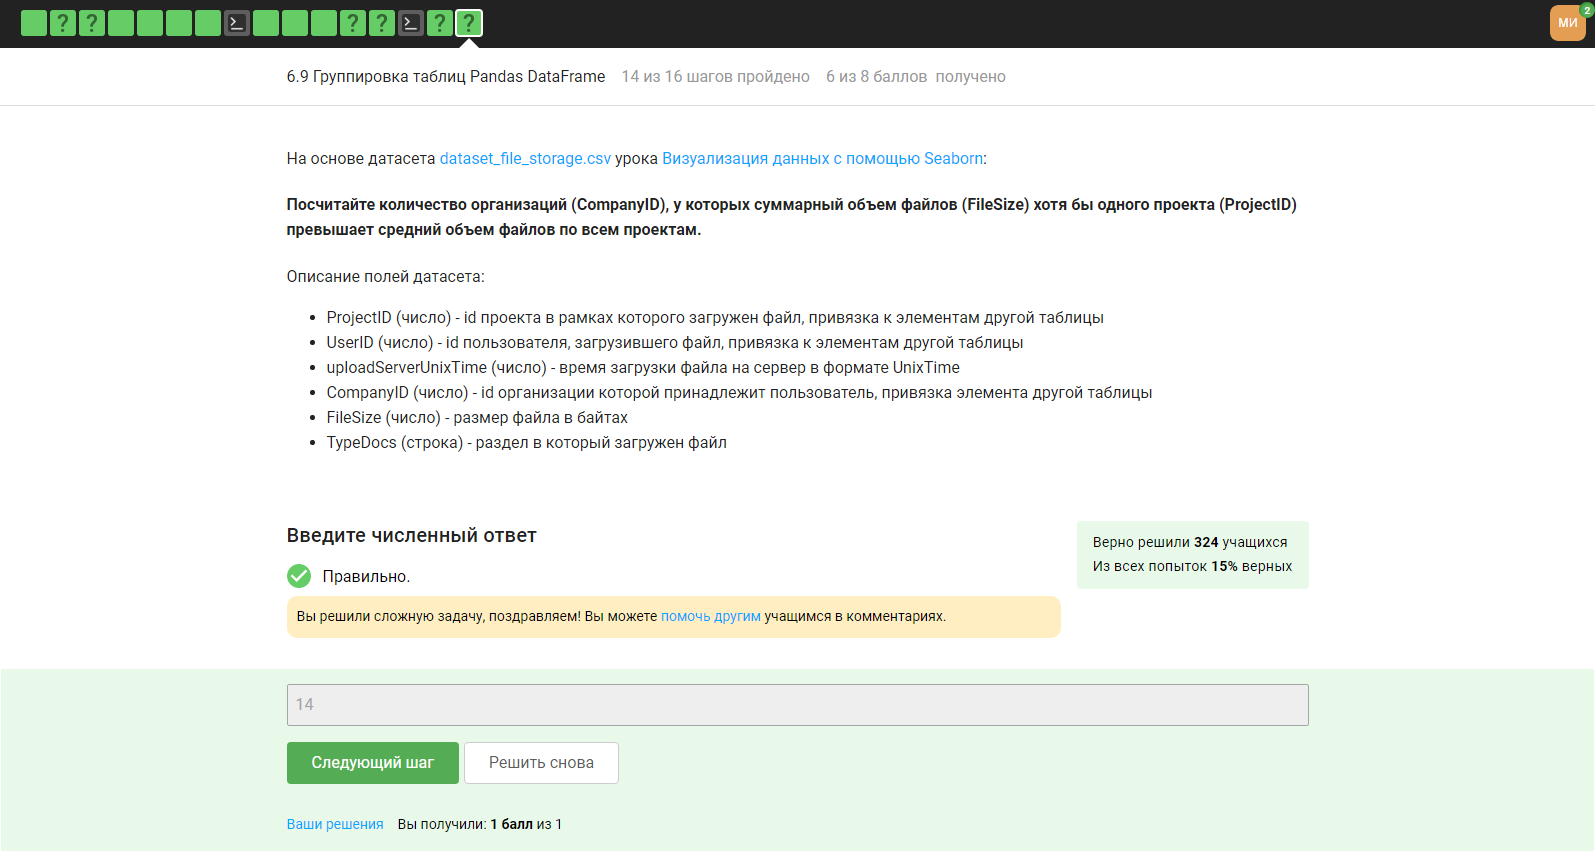 ? ? ? ? ? ?
МИ 2
6.9 Группировка таблиц Pandas DataFrame 14 из 16 шагов пройдено 6 из 8 баллов получено
На основе датасета dataset_file_storage.csv урока Визуализация данных с помощью Seaborn:
Посчитайте количество организаций (CompanyID), у которых суммарный объем файлов (FileSize) хотя бы одного проекта (ProjectID)
превышает средний объем файлов по всем проектам.
Описание полей датасета:
• ProjectID (число) - id проекта в рамках которого загружен файл, привязка к элементам другой таблицы
• UserID (число) - id пользователя, загрузившего файл, привязка к элементам другой таблицы
• uploadServerUnixTime (число) - время загрузки файла на сервер в формате UnixTime
• CompanyID (число) - id организации которой принадлежит пользователь, привязка элемента другой таблицы
• FileSize (число) - размер файла в байтах
• TypeDocs (строка) - раздел в который загружен файл
Введите численный ответ
Верно решили 324 учащихся
Из всех попыток 15% верных
Правильно.
Вы решили сложную задачу, поздравляем! Вы можете помочь другим учащимся в комментариях.
14
Следующий шаг Решить снова
Ваши решения Вы получили: 1 балл из 1